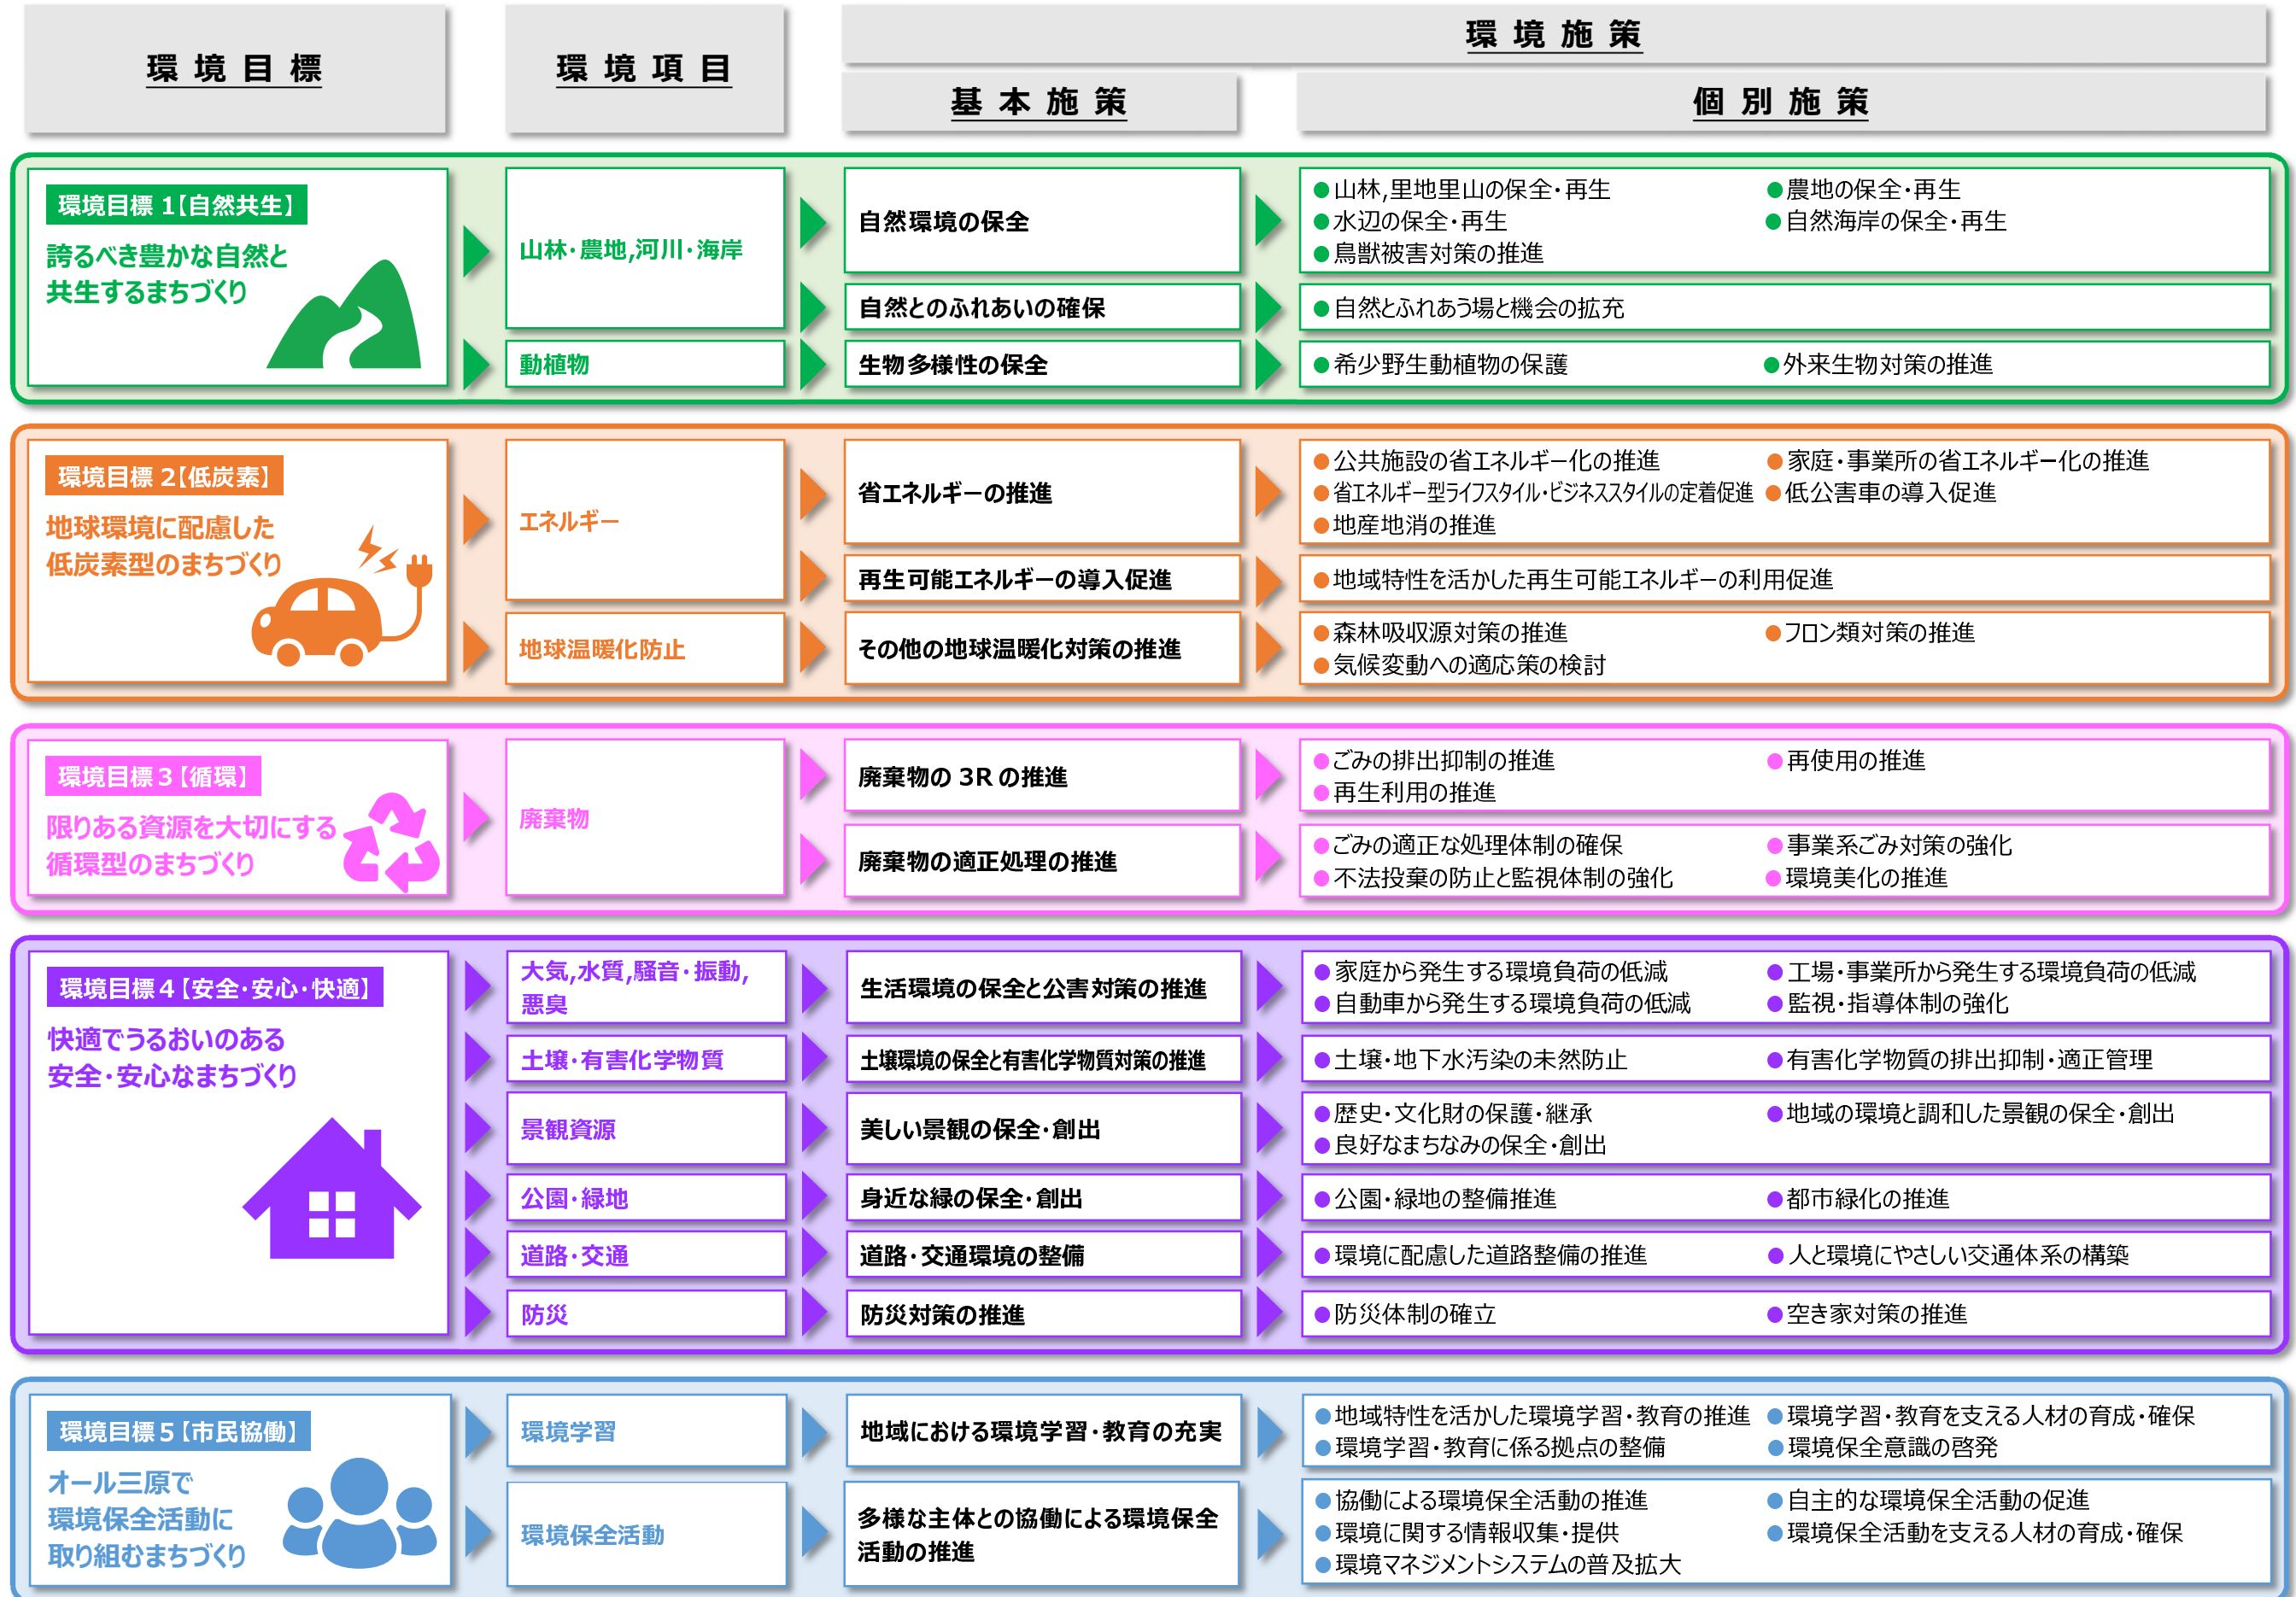 環境目標
環境項目
環境施策
基本施策
個別施策
環境目標1【自然共生】
誇るべき豊かな自然と
共生するまちづくり
山林・農地,河川・海岸
自然環境の保全
●山林,里地里山の保全・再生 ●農地の保全・再生
●水辺の保全・再生 ●自然海岸の保全・再生
●鳥獣被害対策の推進
自然とのふれあいの確保
●自然とふれあう場と機会の拡充
動植物
生物多様性の保全
●希少野生動植物の保護 ●外来生物対策の推進
環境目標2【低炭素】
地球環境に配慮した
低炭素型のまちづくり
エネルギー
省エネルギーの推進
●公共施設の省エネルギー化の推進 ●家庭・事業所の省エネルギー化の推進
●省エネルギー型ライフスタイル・ビジネススタイルの定着促進 ●低公害車の導入促進
●地産地消の推進
再生可能エネルギーの導入促進
●地域特性を活かした再生可能エネルギーの利用促進
地球温暖化防止
その他の地球温暖化対策の推進
●森林吸収源対策の推進 ●フロン類対策の推進
●気候変動への適応策の検討
環境目標3【循環】
限りある資源を大切にする
循環型のまちづくり
廃棄物
廃棄物の3Rの推進
●ごみの排出抑制の推進 ●再使用の推進
●再生利用の推進
廃棄物の適正処理の推進
●ごみの適正な処理体制の確保 ●事業系ごみ対策の強化
●不法投棄の防止と監視体制の強化 ●環境美化の推進
環境目標4【安全・安心・快適】
快適でうるおいのある
安全・安心なまちづくり
大気,水質,騒音・振動,
悪臭
生活環境の保全と公害対策の推進
●家庭から発生する環境負荷の低減 ●工場・事業所から発生する環境負荷の低減
●自動車から発生する環境負荷の低減 ●監視・指導体制の強化
土壌・有害化学物質
土壌環境の保全と有害化学物質対策の推進
●土壌・地下水汚染の未然防止 ●有害化学物質の排出抑制・適正管理
景観資源
美しい景観の保全・創出
●歴史・文化財の保護・継承 ●地域の環境と調和した景観の保全・創出
●良好なまちなみの保全・創出
公園・緑地
身近な緑の保全・創出
●公園・緑地の整備推進 ●都市緑化の推進
道路・交通
道路・交通環境の整備
●環境に配慮した道路整備の推進 ●人と環境にやさしい交通体系の構築
防災
防災対策の推進
●防災体制の確立 ●空き家対策の推進
環境目標5【市民協働】
オール三原で
環境保全活動に
取り組むまちづくり
環境学習
地域における環境学習・教育の充実
●地域特性を活かした環境学習・教育の推進 ●環境学習・教育を支える人材の育成・確保
●環境学習・教育に係る拠点の整備 ●環境保全意識の啓発
環境保全活動
多様な主体との協働による環境保全
活動の推進
●協働による環境保全活動の推進 ●自主的な環境保全活動の促進
●環境に関する情報収集・提供 ●環境保全活動を支える人材の育成・確保
●環境マネジメントシステムの普及拡大